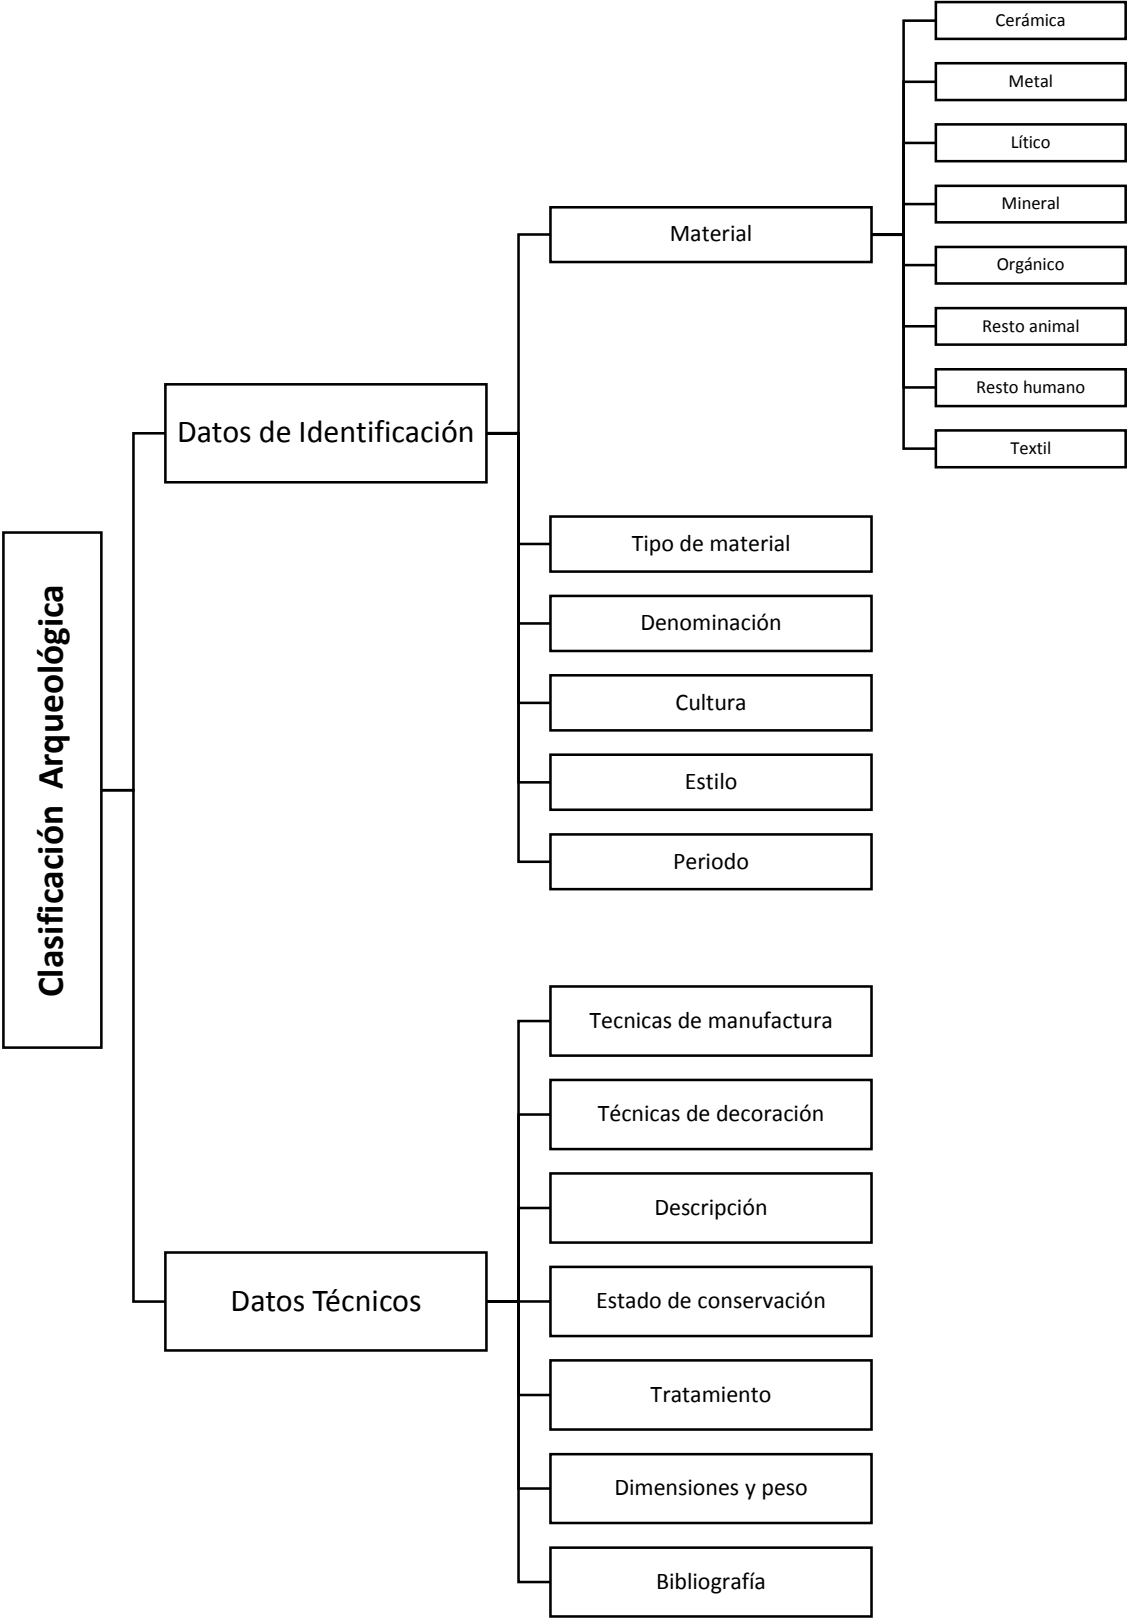 Clasificación Arqueológica
Datos de Identificación
Material
Cerámica
Metal
Lítico
Mineral
Orgánico
Resto animal
Resto humano
Textil
Tipo de material
Denominación
Cultura
Estilo
Periodo
Datos Técnicos
Tecnicas de manufactura
Técnicas de decoración
Descripción
Estado de conservación
Tratamiento
Dimensiones y peso
Bibliografía